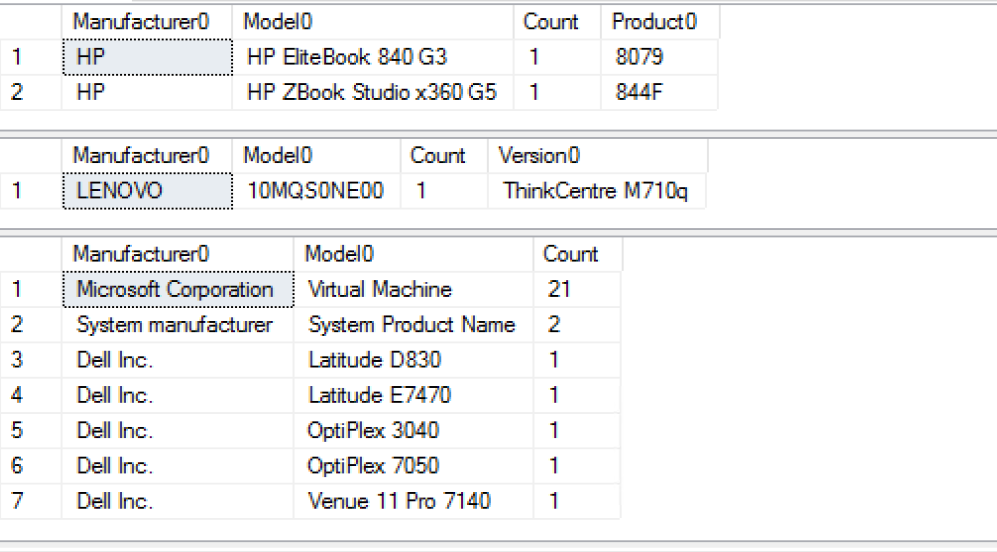 Manufacturer0 Model0 Count Product0
1 HP HP EliteBook 840 G3 1 8079
2 HP HP ZBook Studio x360 G5 1 844F
Manufacturer0 Model0 Count Version0
1 LENOVO 10MQS0NE00 1 ThinkCentre M710q
Manufacturer0 Model0 Count
1 Microsoft Corporation Virtual Machine 21
2 System manufacturer System Product Name 2
3 Dell Inc. Latitude D830 1
4 Dell Inc. Latitude E7470 1
5 Dell Inc. OptiPlex 3040 1
6 Dell Inc. OptiPlex 7050 1
7 Dell Inc. Venue 11 Pro 7140 1